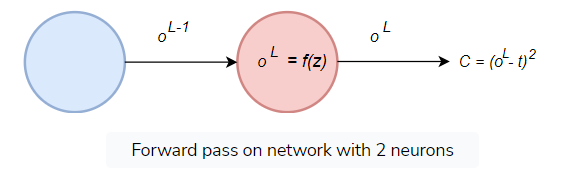 o^{L-1}
o^L = f(z)
o^L
C = (o^L - t)^2
Forward pass on network with 2 neurons